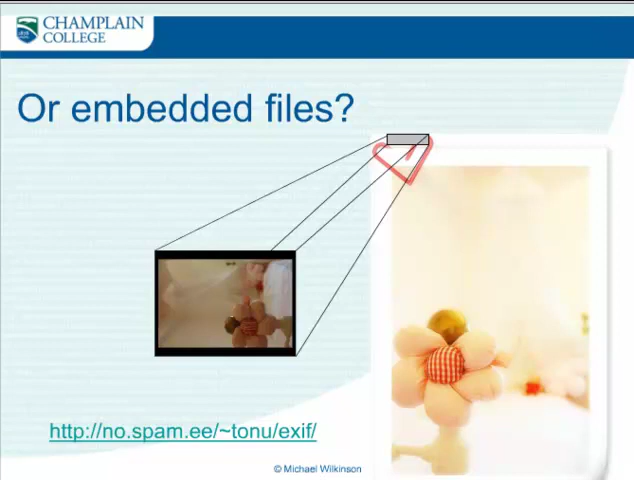 CHAMPLAIN
COLLEGE
Or embedded files?
http://no.spam.ee/~tonu/exif/
© Michael Wilkinson